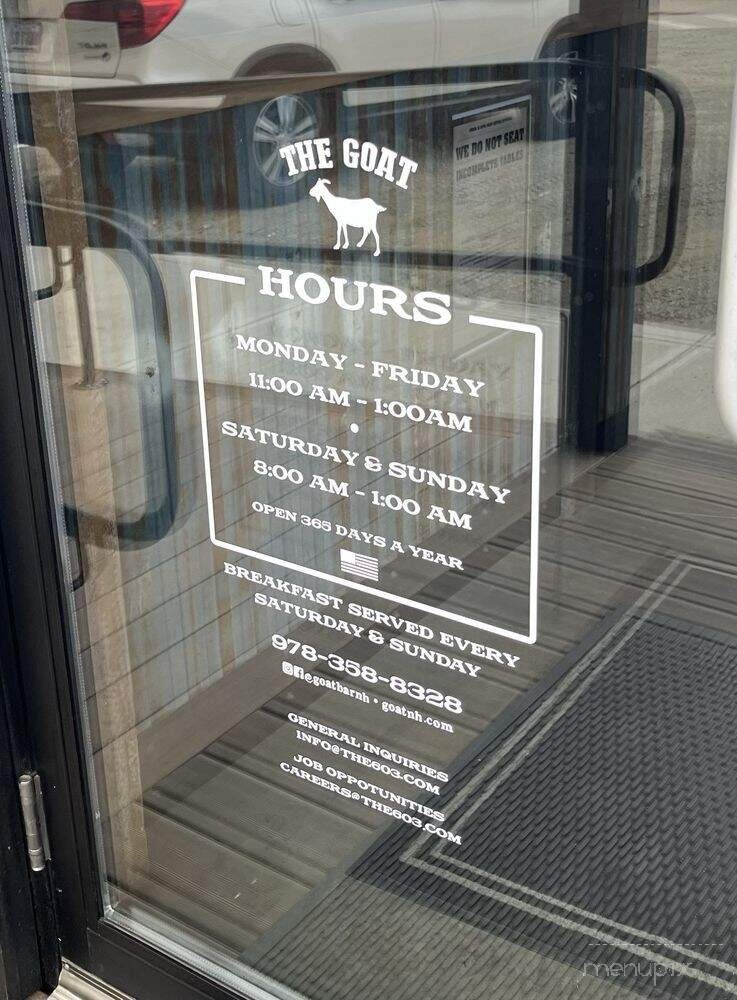 THE GOAT
HOURS
MONDAY - FRIDAY
11:00 AM - 1:00AM
SATURDAY & SUNDAY
8:00 AM - 1:00 AM
OPEN 365 DAYS A YEAR
BREAKFAST SERVED EVERY
SATURDAY & SUNDAY
978-358-8328
@goatbarnh • goatnh.com
GENERAL INQUIRIES
INFO@THE603.COM
JOB OPPOTUNITIES
CAREERS@THE603.COM
WE DO NOT SEAT
INCOMPLETE TABLES
menupix